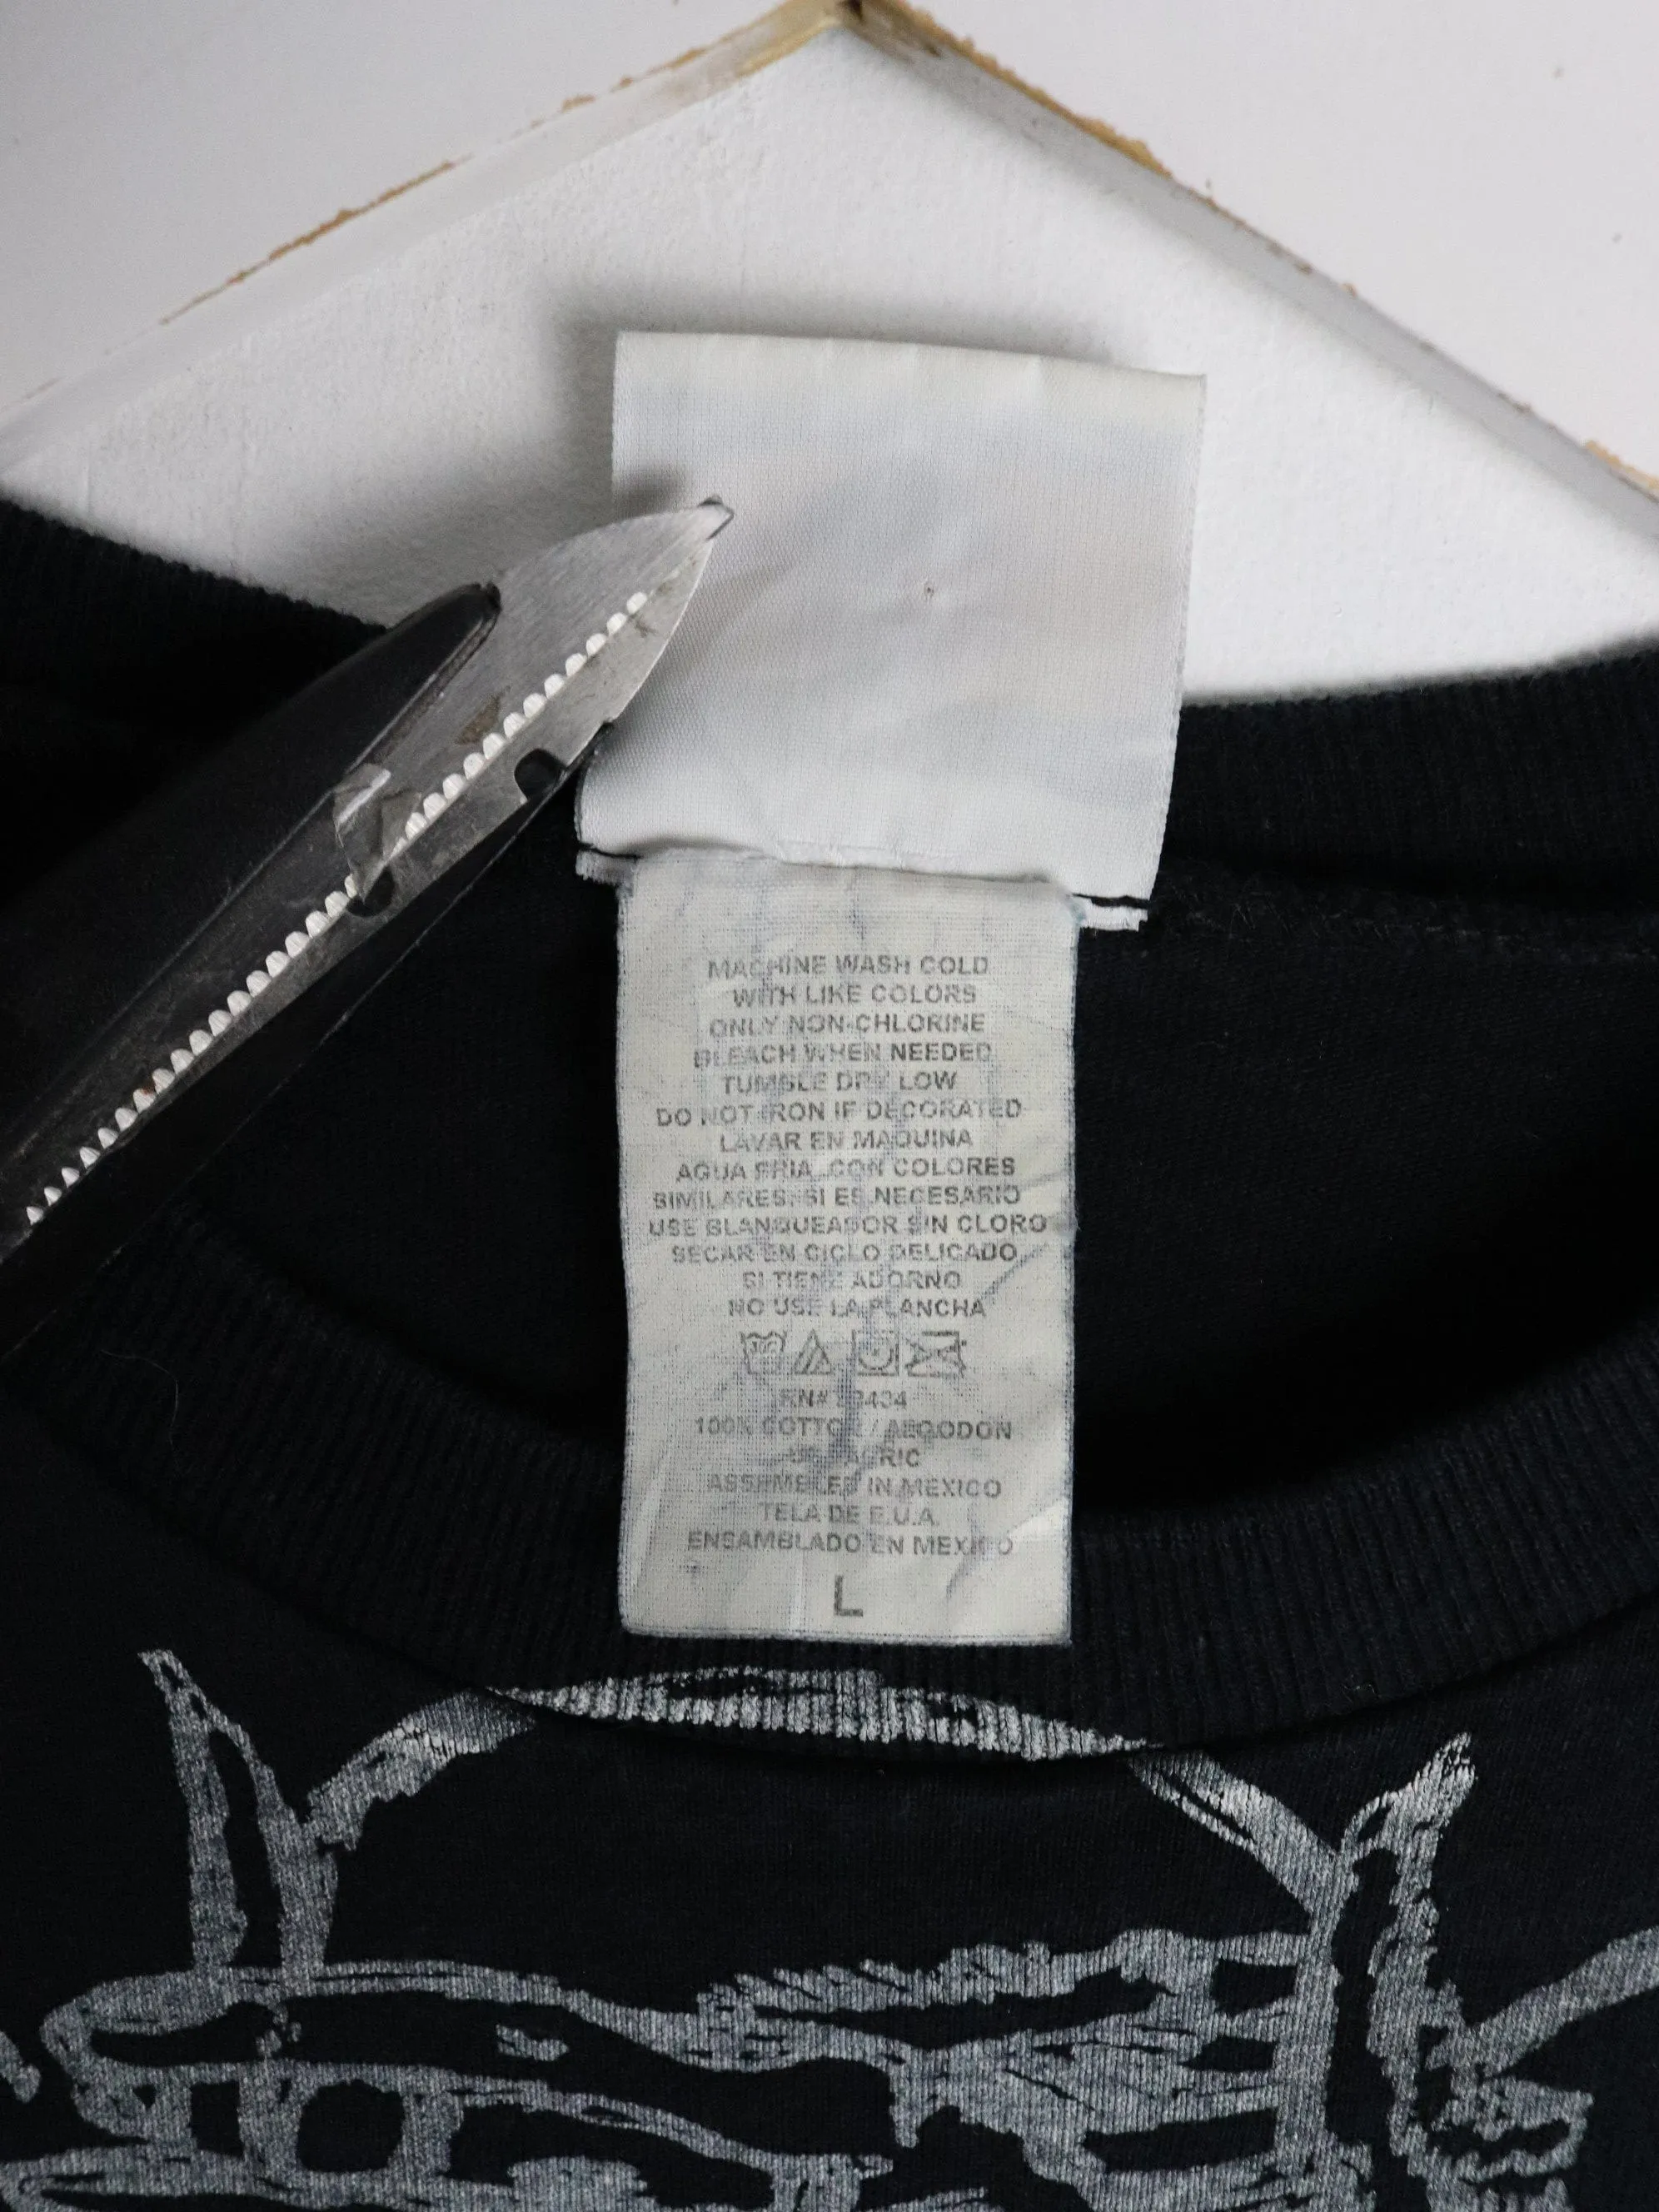 MACHINE WASH COLD
WITH LIKE COLORS
ONLY NON-CHLORINE
BLEACH WHEN NEEDED
TUMBLE DRY LOW
DO NOT IRON IF DECORATED
LAVAR EN MAQUINA
AGUA FRIA CON COLORES
SIMILARES. SI ES NECESARIO
USE BLANQUEADOR SIN CLORO
SECAR EN CICLO DELICADO
SI TIENE ADORNO
NO USE LA PLANCHA
RN#
100% COTTON / ALGODON
ASSEMBLED IN MEXICO
TELA DE E.U.A.
ENSAMBLADO EN MEXICO
L